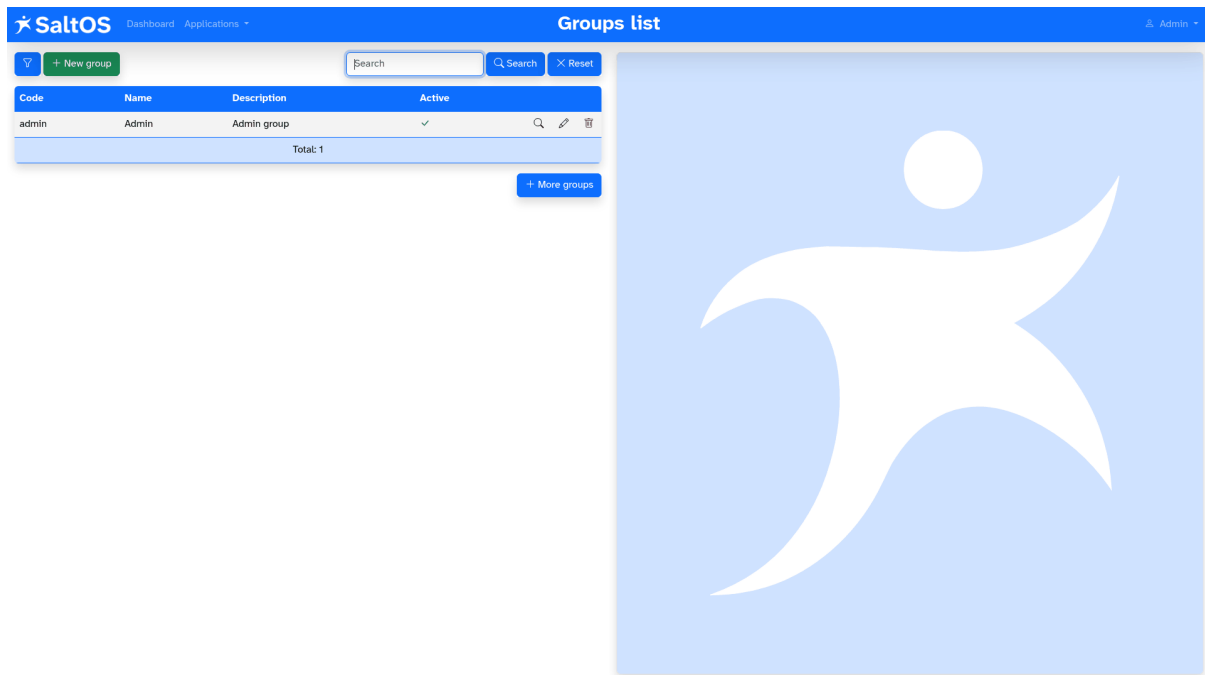 SaltOS Dashboard Applications Groups list Admin
New group Search Search Reset
Code Name Description Active
admin Admin Admin group
Total: 1
More groups